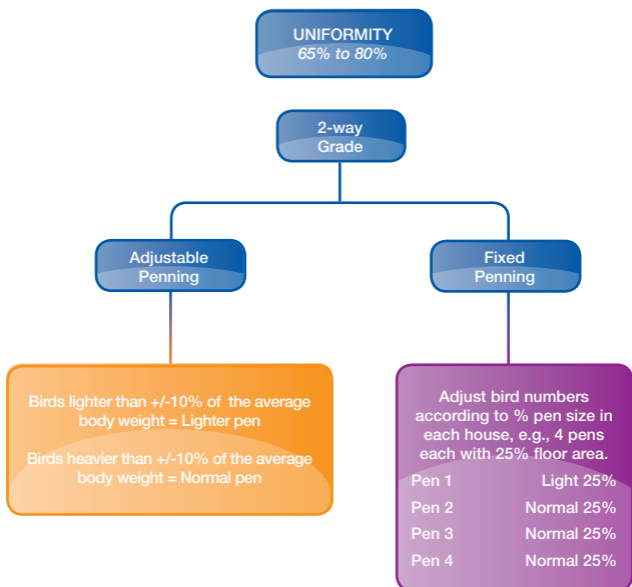 UNIFORMITY
65% to 80%
2-way
Grade
Adjustable
Penning
Fixed
Penning
Birds lighter than +/-10% of the average
body weight = Lighter pen
Birds heavier than +/-10% of the average
body weight = Normal pen
Adjust bird numbers
according to % pen size in
each house, e.g., 4 pens
each with 25% floor area.
Pen 1 Light 25%
Pen 2 Normal 25%
Pen 3 Normal 25%
Pen 4 Normal 25%